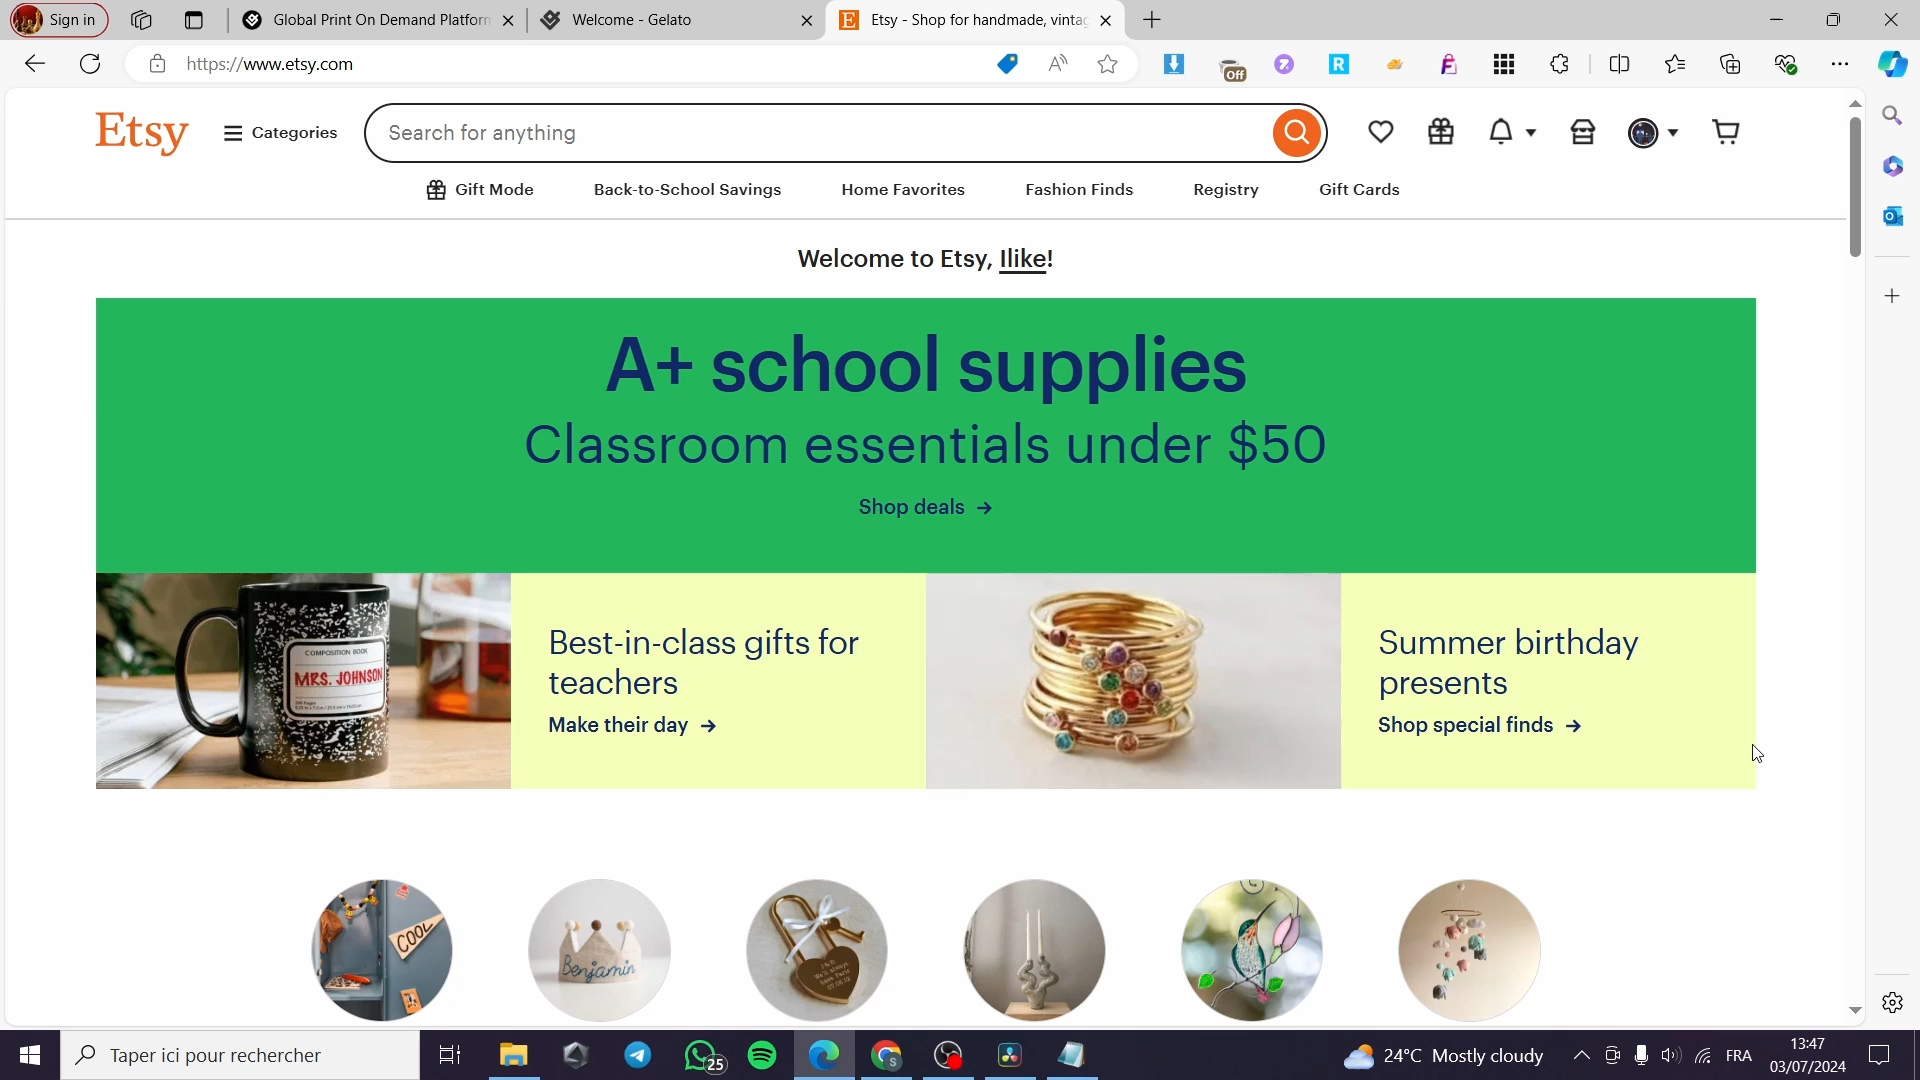 Sign in
Global Print On Demand Platforn
Welcome - Gelato
Etsy - Shop for handmade, vinta
https://www.etsy.com
Off
Etsy
Categories
Search for anything
Gift Mode
Back-to-School Savings
Home Favorites
Fashion Finds
Registry
Gift Cards
Welcome to Etsy, Ilike!
A+ school supplies
Classroom essentials under $50
Shop deals →
COMPOSITION BOOK
MRS. JOHNSON
Best-in-class gifts for
teachers
Make their day →
Summer birthday
presents
Shop special finds →
COOL
Benjamin
Taper ici pour rechercher
25
24°C Mostly cloudy
FRA
13:47
03/07/2024